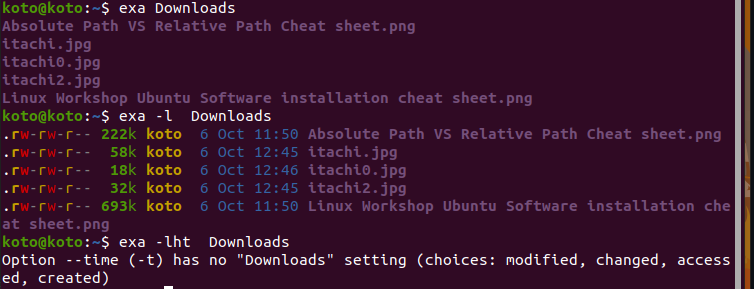 koto@koto:~$ exa Downloads
Absolute Path VS Relative Path Cheat sheet.png
itachi.jpg
itachi0.jpg
itachi2.jpg
Linux Workshop Ubuntu Software installation cheat sheet.png
koto@koto:~$ exa -l  Downloads
.rw-rw-r-- 222k koto  6 Oct 11:50 Absolute Path VS Relative Path Cheat sheet.png
.rw-rw-r--  58k koto  6 Oct 12:45 itachi.jpg
.rw-rw-r--  18k koto  6 Oct 12:46 itachi0.jpg
.rw-rw-r--  32k koto  6 Oct 12:45 itachi2.jpg
.rw-rw-r-- 693k koto  6 Oct 11:50 Linux Workshop Ubuntu Software installation che
at sheet.png
koto@koto:~$ exa -lht  Downloads
Option --time (-t) has no "Downloads" setting (choices: modified, changed, access
ed, created)